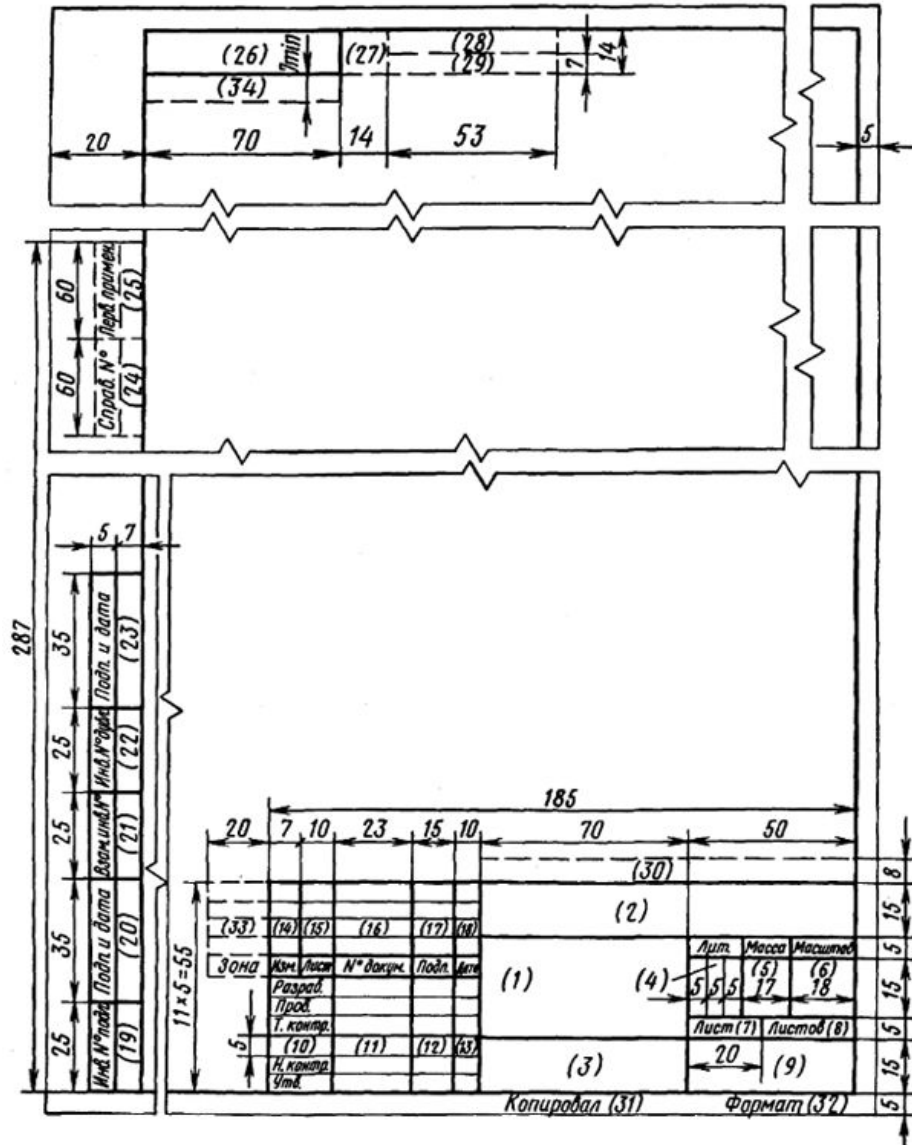 (26) 7min (27) (28) 7 14
(34) (29)
20 70 14 53 5
60 Перв. примен. (25)
60 Справ. № (24)
287
5 7
35 Подп. и дата (23)
25 Инв. № дубл. (22)
25 Взам. инв. № (21)
35 Подп. и дата (20)
25 Инв. № подл. (19)
185
20 7 10 23 15 10 70 50
(30) 8
(2) 15
(33) (14) (15) (16) (17) (18)
Лит. Масса Масштаб 5
Зона Изм. Лист № докум. Подп. Дата (1) (4) (5) (6)
11×5=55
Разраб. 5 5 5 17 18 15
Пров.
Т. контр. Лист (7) Листов (8) 5
5 (10) (11) (12) (13) (3) 20 (9) 15
Н. контр.
Утв.
Копировал (31) Формат (32) 5